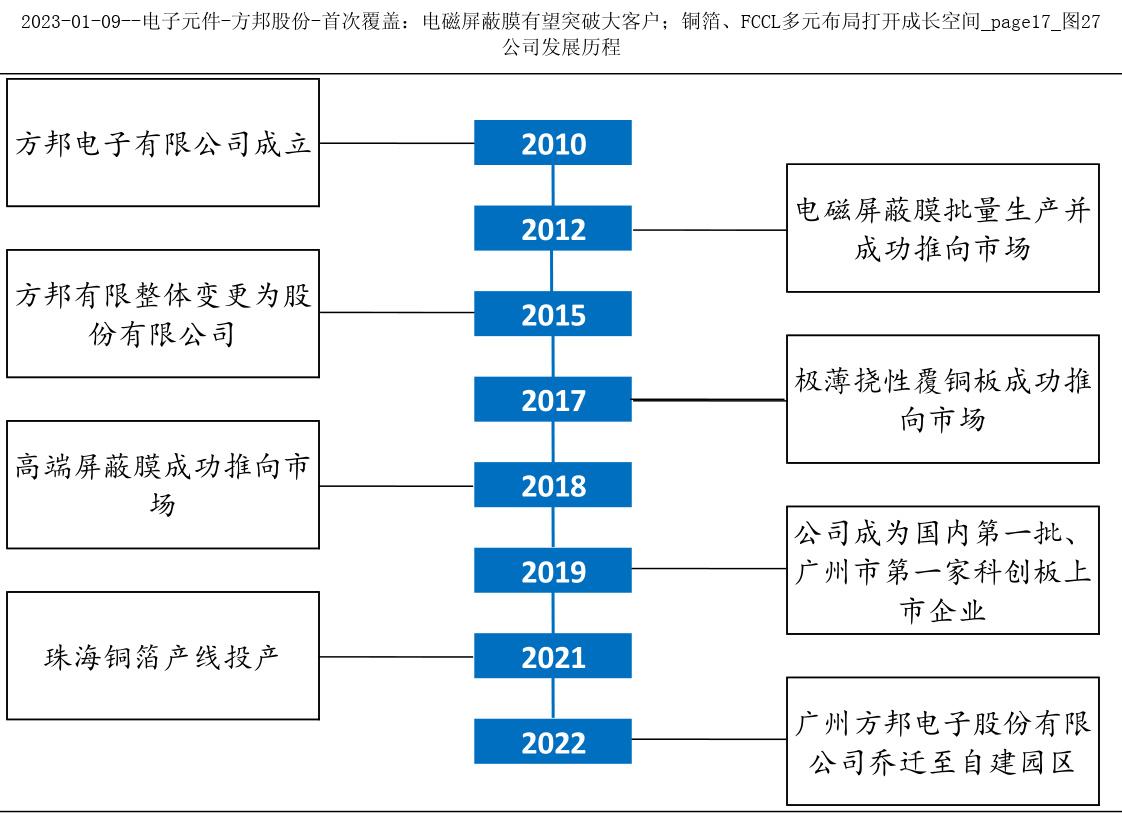 2023-01-09--电子元件-方邦股份-首次覆盖：电磁屏蔽膜有望突破大客户；铜箔、FCCL多元布局打开成长空间_page17_图27
公司发展历程
方邦电子有限公司成立
2010
2012
电磁屏蔽膜批量生产并
成功推向市场
方邦有限整体变更为股
份有限公司
2015
2017
极薄挠性覆铜板成功推
向市场
高端屏蔽膜成功推向市
场
2018
2019
公司成为国内第一批、
广州市第一家科创板上
市企业
珠海铜箔产线投产
2021
2022
广州方邦电子股份有限
公司乔迁至自建园区